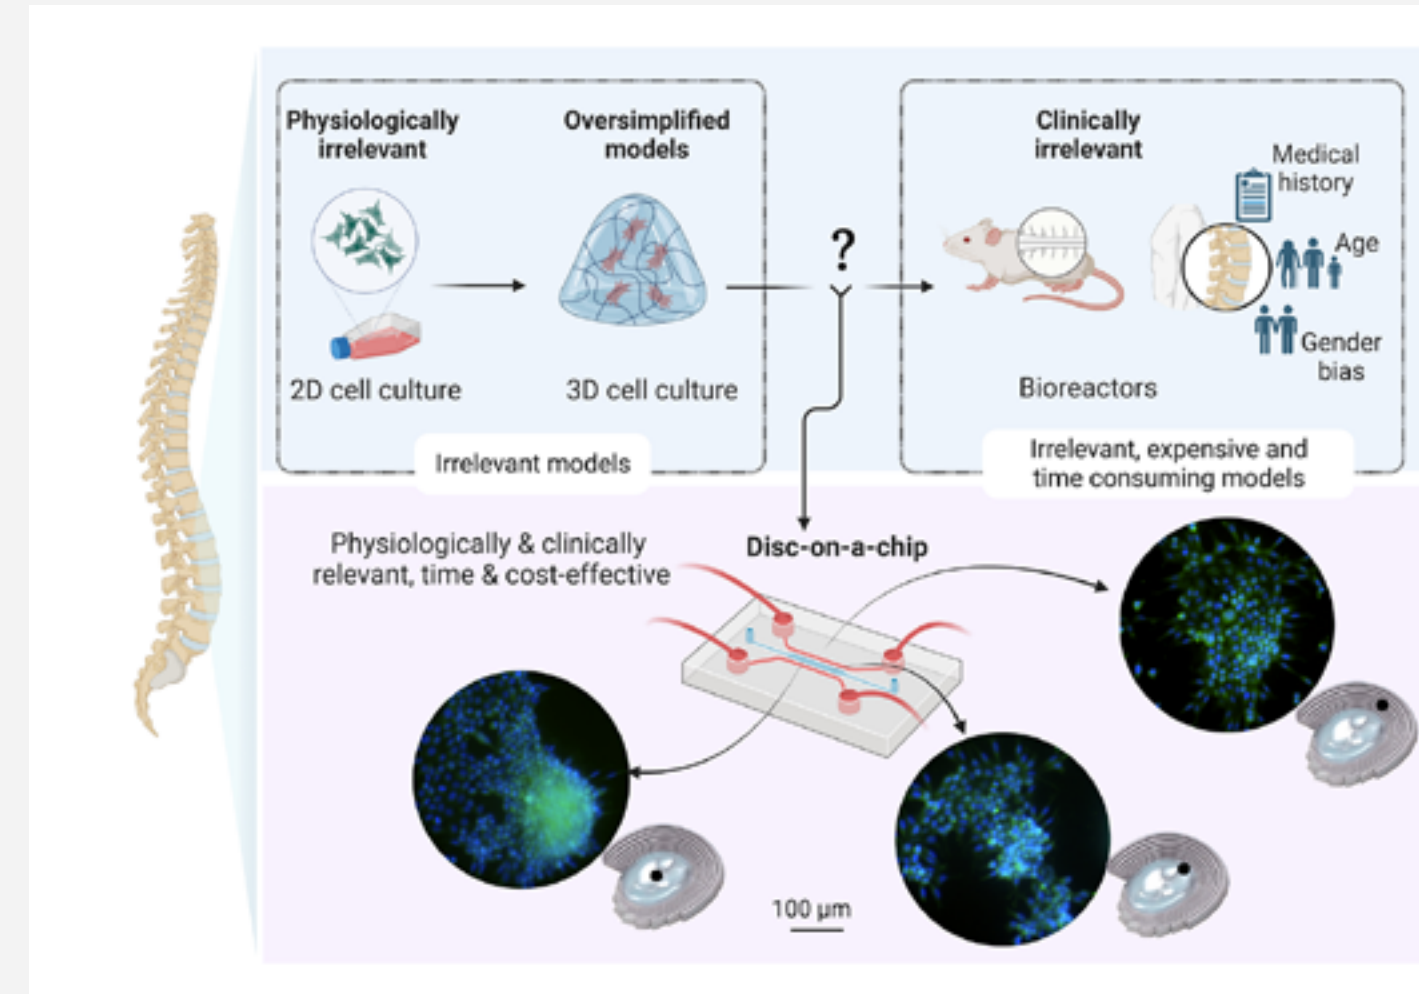 Physiologically
irrelevant
Oversimplified
models
Clinically
irrelevant
Medical
history
?
Age
Gender
bias
2D cell culture
3D cell culture
Bioreactors
Irrelevant models
Irrelevant, expensive and
time consuming models
Physiologically & clinically
relevant, time & cost-effective
Disc-on-a-chip
100 µm